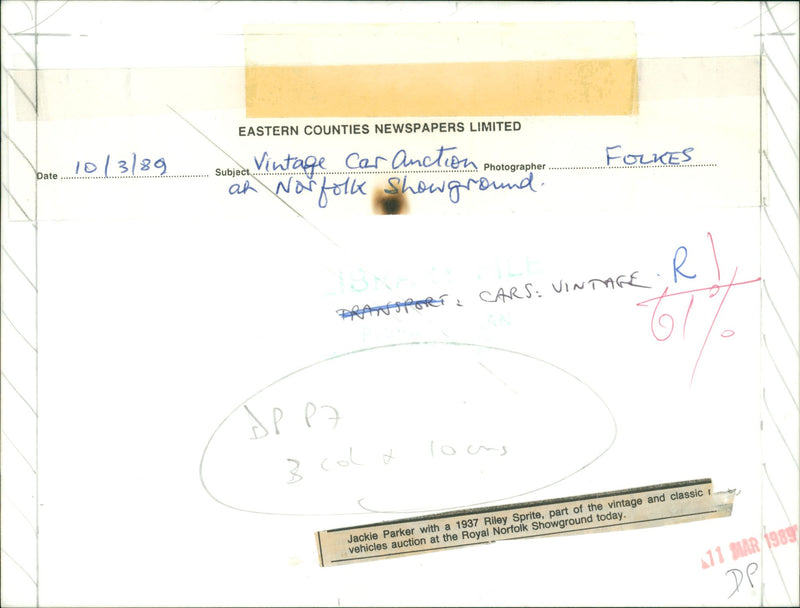 EASTERN COUNTIES NEWSPAPERS LIMITED
Date 10/3/89 Subject Vintage Car Auction Photographer FOLKES
at Norfolk Showground.
LIBRARY FILE
TRANSPORT: CARS: VINTAGE. R
61%
DP P7
3 col x 10 cms
Jackie Parker with a 1937 Riley Sprite, part of the vintage and classic
vehicles auction at the Royal Norfolk Showground today.
11 MAR 1989
DP